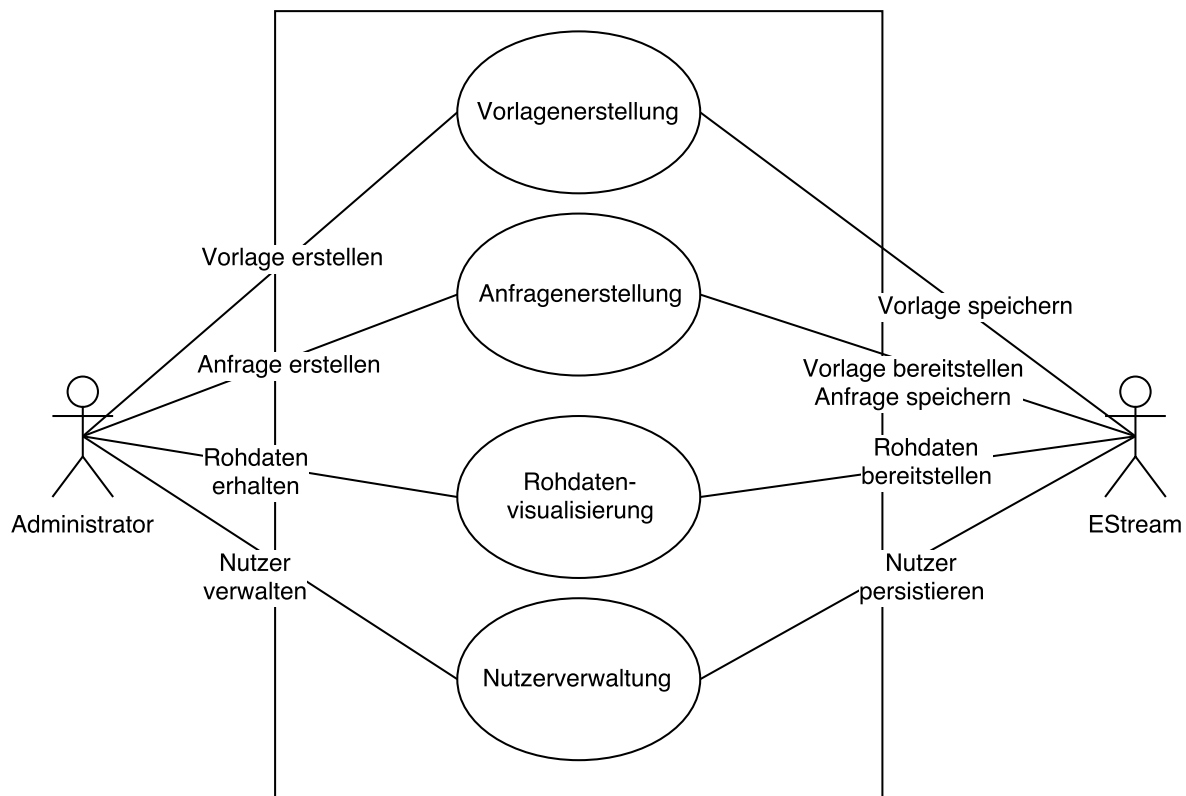 Vorlagenerstellung
Vorlage erstellen
Anfragenerstellung
Vorlage speichern
Anfrage erstellen
Vorlage bereitstellen
Anfrage speichern
Rohdaten
erhalten
Rohdaten-
visualisierung
Rohdaten
bereitstellen
Administrator
EStream
Nutzer
verwalten
Nutzer
persistieren
Nutzerverwaltung